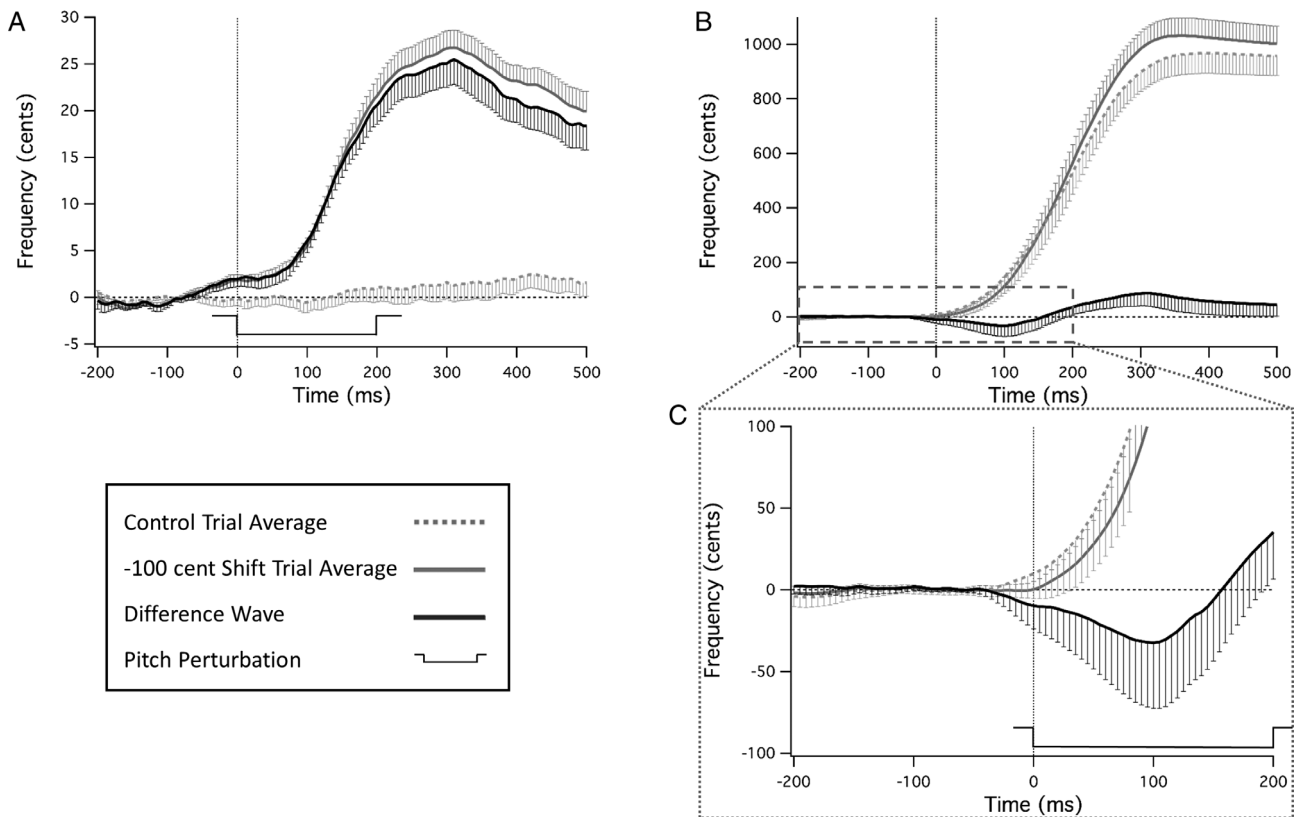 A
Frequency (cents)
30
25
20
15
10
5
0
-5
-200 -100 0 100 200 300 400 500
Time (ms)
B
Frequency (cents)
1000
800
600
400
200
0
-200 -100 0 100 200 300 400 500
Time (ms)
Control Trial Average
-100 cent Shift Trial Average
Difference Wave
Pitch Perturbation
C
Frequency (cents)
100
50
0
-50
-100
-200 -100 0 100 200
Time (ms)